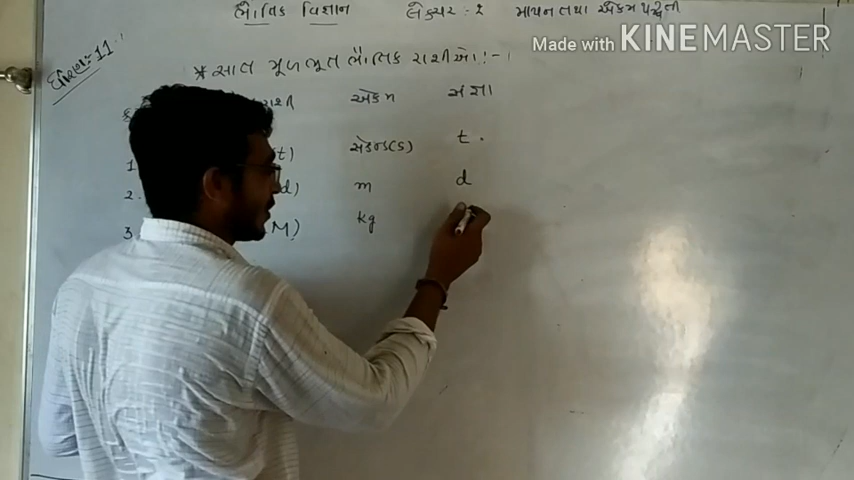 ભૌતિક વિજ્ઞાન લેક્ચર : ૨ માપન તથા એકમ પદ્ધતી
Made with KINEMASTER
ધોરણ:- 11
* સાત મૂળભૂત ભૌતિક રાશીઓ :-
રાશી એકમ સંજ્ઞા
1 t) સેકન્ડ(s) t .
2. d) m d
3 M) kg